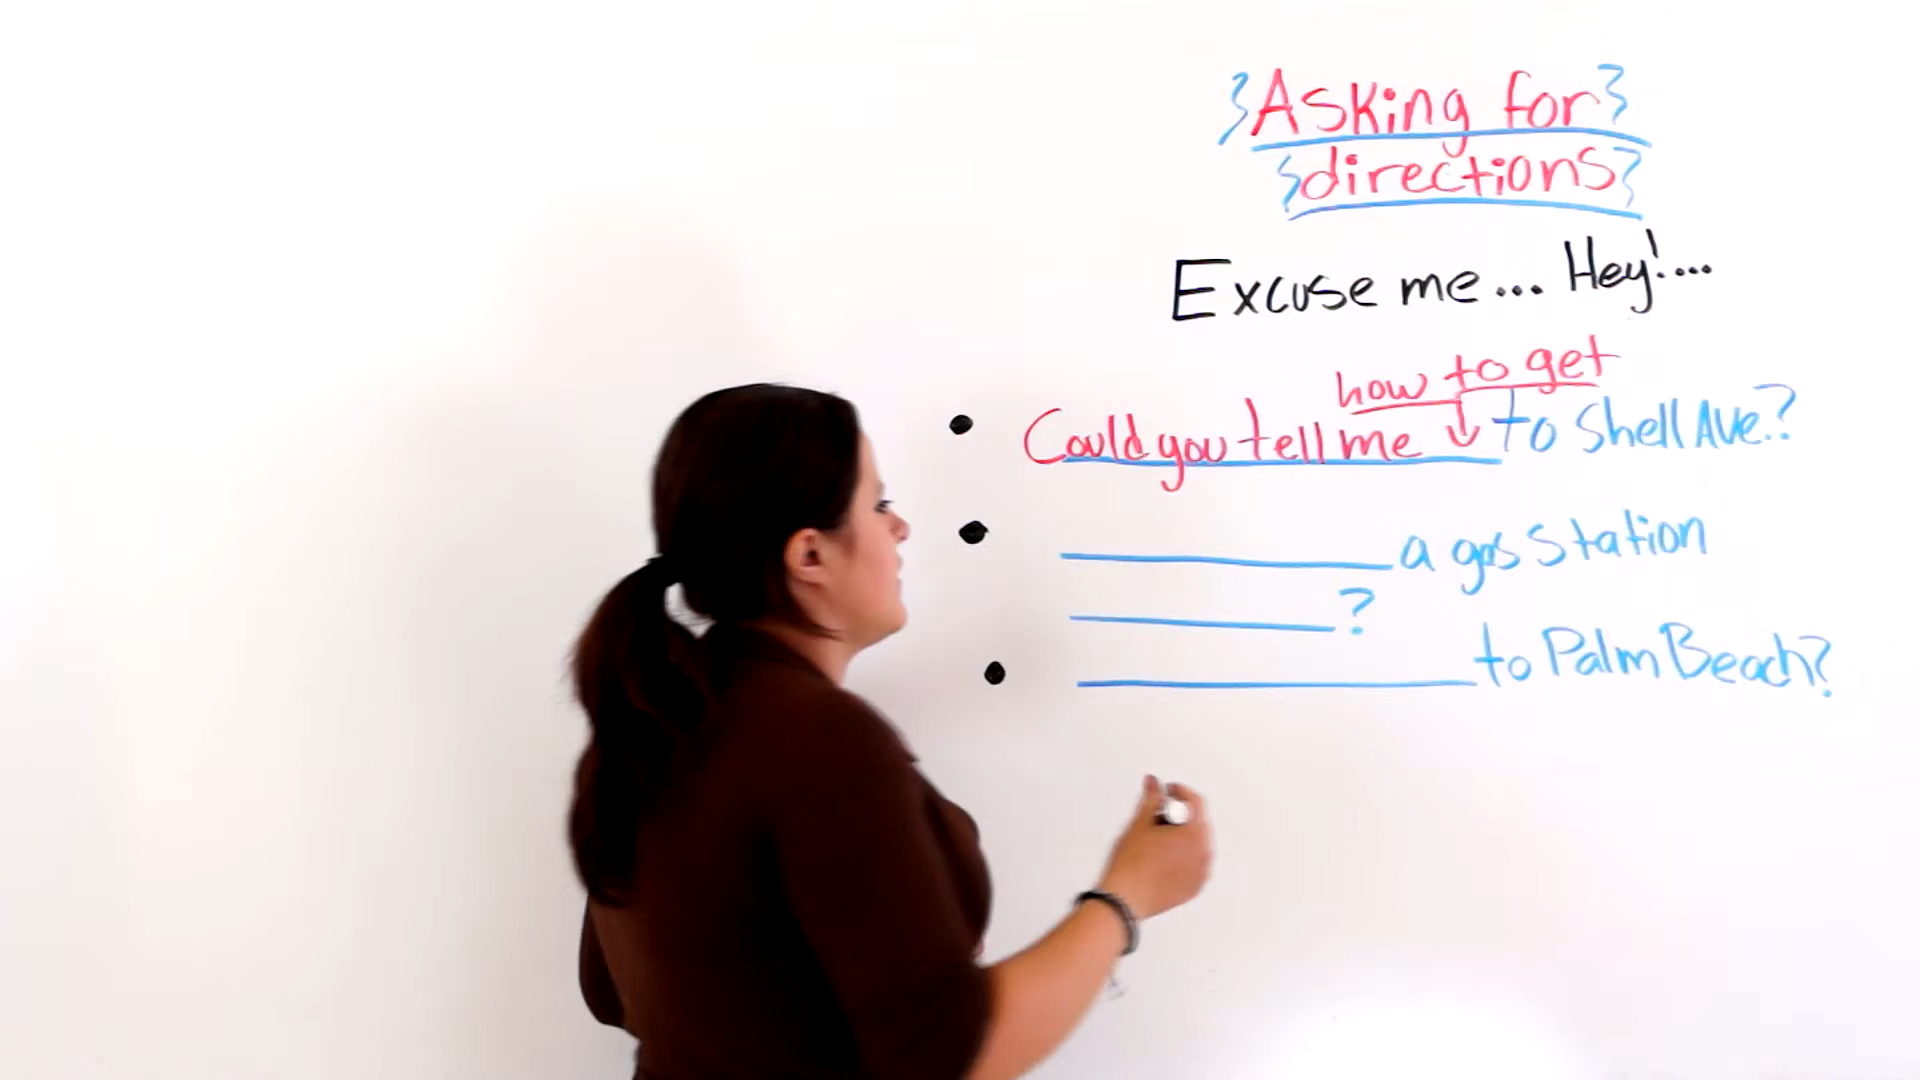 Asking for
directions
Excuse me... Hey!....
how to get
Could you tell me to Shell Ave.?
a gas station
?
to Palm Beach?